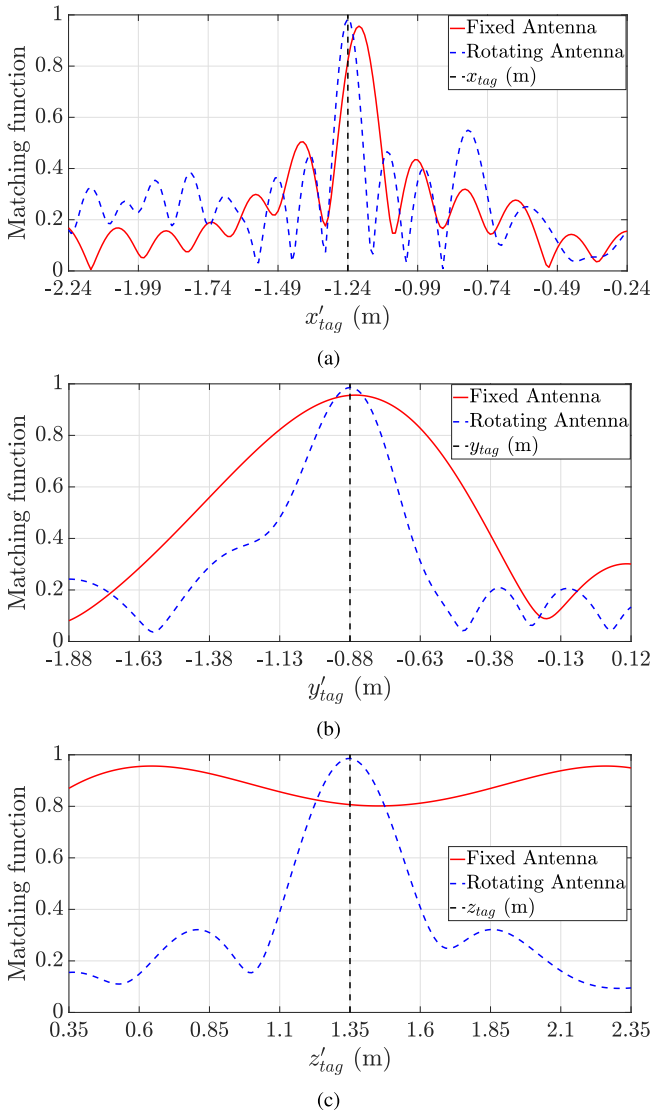 Matching function
1
0.8
0.6
0.4
0.2
0
Fixed Antenna
Rotating Antenna
x_tag (m)
-2.24 -1.99 -1.74 -1.49 -1.24 -0.99 -0.74 -0.49 -0.24
x'_tag (m)
(a)
Matching function
1
0.8
0.6
0.4
0.2
0
Fixed Antenna
Rotating Antenna
y_tag (m)
-1.88 -1.63 -1.38 -1.13 -0.88 -0.63 -0.38 -0.13 0.12
y'_tag (m)
(b)
Matching function
1
0.8
0.6
0.4
0.2
0
Fixed Antenna
Rotating Antenna
z_tag (m)
0.35 0.6 0.85 1.1 1.35 1.6 1.85 2.1 2.35
z'_tag (m)
(c)